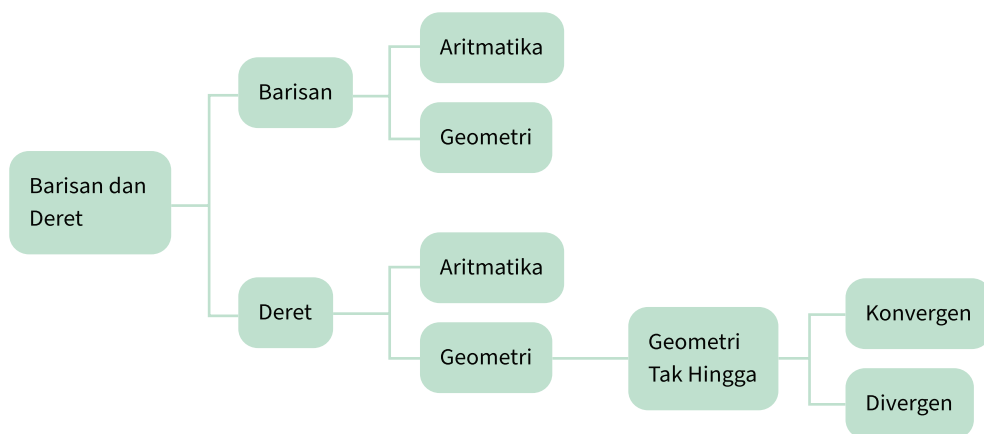 Barisan dan
Deret
Barisan
Aritmatika
Geometri
Deret
Aritmatika
Geometri
Geometri
Tak Hingga
Konvergen
Divergen